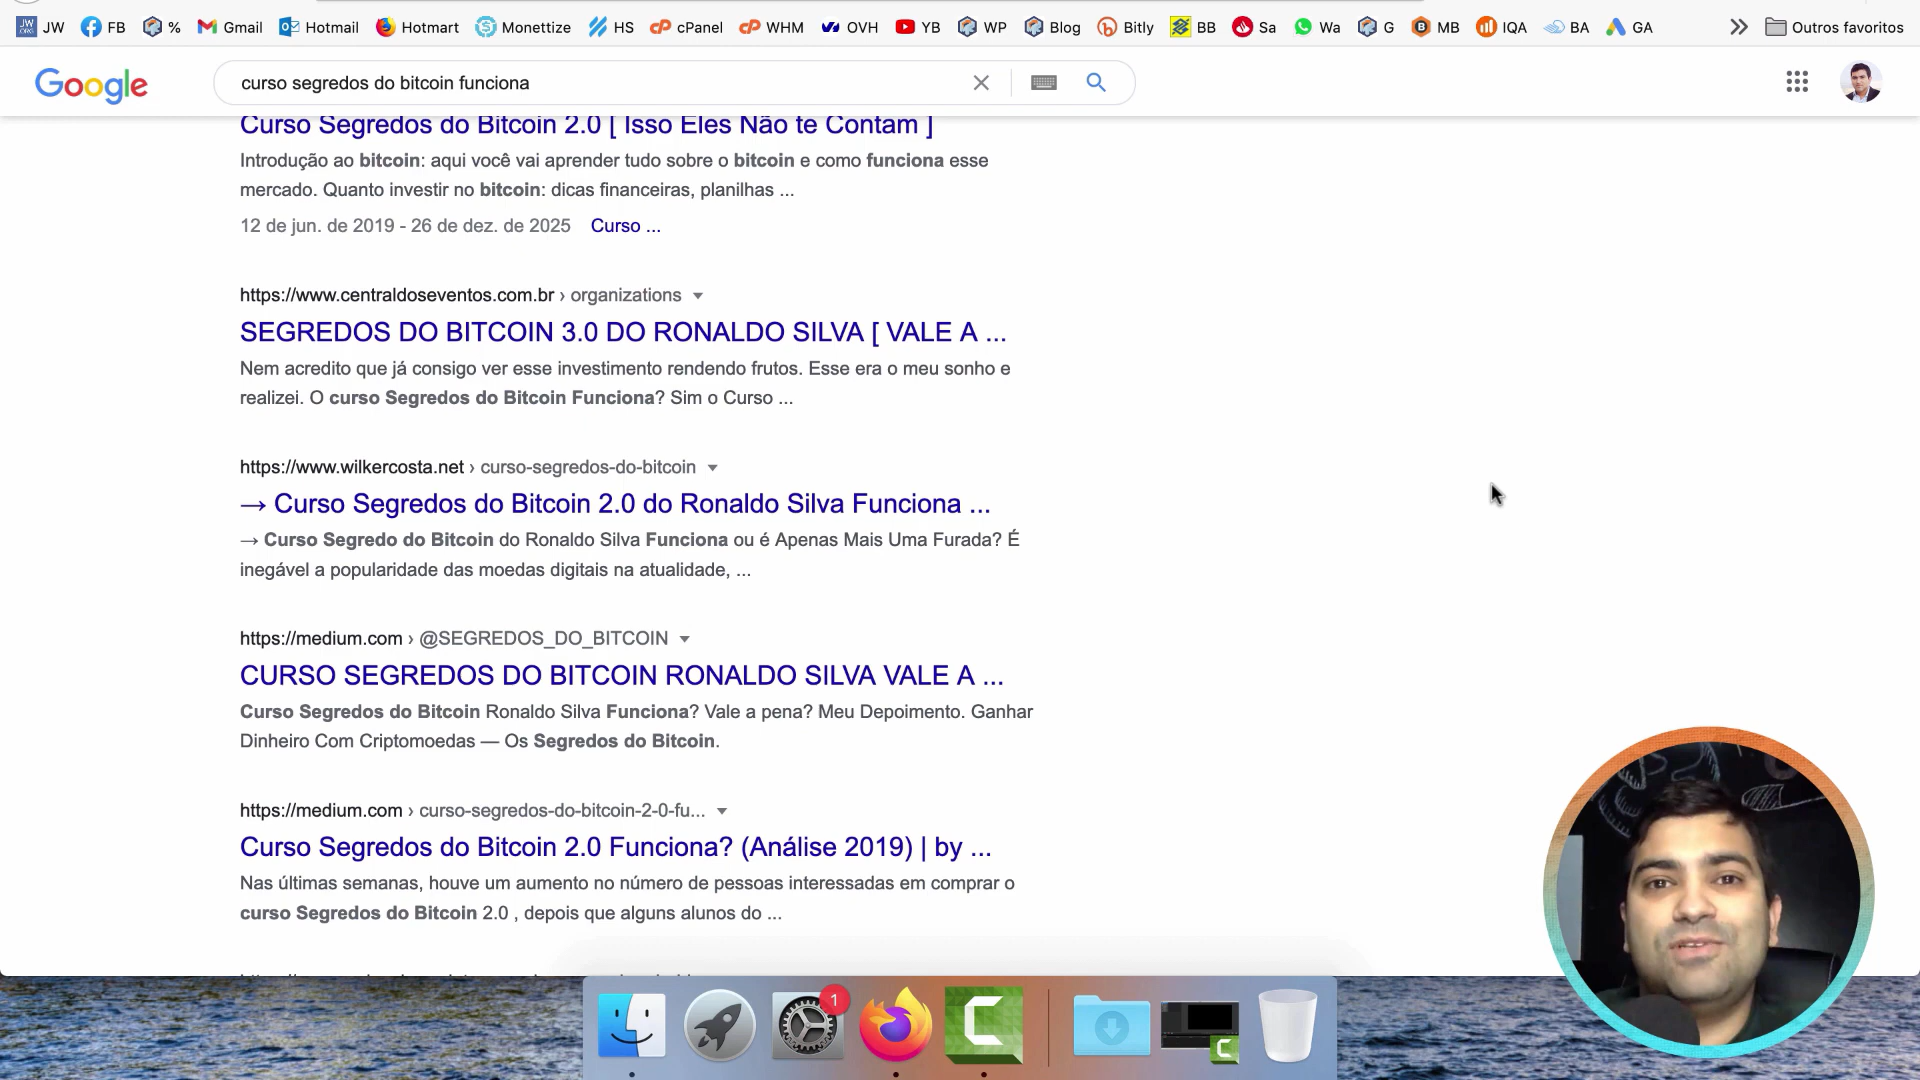 JW FB % Gmail Hotmail Hotmart Monettize HS cPanel WHM OVH YB WP Blog Bitly BB Sa Wa G MB IQA BA GA Outros favoritos
Google curso segredos do bitcoin funciona
Curso Segredos do Bitcoin 2.0 [ Isso Eles Não te Contam ]
Introdução ao bitcoin: aqui você vai aprender tudo sobre o bitcoin e como funciona esse
mercado. Quanto investir no bitcoin: dicas financeiras, planilhas ...
12 de jun. de 2019 - 26 de dez. de 2025 Curso ...
https://www.centraldoseventos.com.br › organizations
SEGREDOS DO BITCOIN 3.0 DO RONALDO SILVA [ VALE A ...
Nem acredito que já consigo ver esse investimento rendendo frutos. Esse era o meu sonho e
realizei. O curso Segredos do Bitcoin Funciona? Sim o Curso ...
https://www.wilkercosta.net › curso-segredos-do-bitcoin
→ Curso Segredos do Bitcoin 2.0 do Ronaldo Silva Funciona ...
→ Curso Segredo do Bitcoin do Ronaldo Silva Funciona ou é Apenas Mais Uma Furada? É
inegável a popularidade das moedas digitais na atualidade, ...
https://medium.com › @SEGREDOS_DO_BITCOIN
CURSO SEGREDOS DO BITCOIN RONALDO SILVA VALE A ...
Curso Segredos do Bitcoin Ronaldo Silva Funciona? Vale a pena? Meu Depoimento. Ganhar
Dinheiro Com Criptomoedas — Os Segredos do Bitcoin.
https://medium.com › curso-segredos-do-bitcoin-2-0-fu...
Curso Segredos do Bitcoin 2.0 Funciona? (Análise 2019) | by ...
Nas últimas semanas, houve um aumento no número de pessoas interessadas em comprar o
curso Segredos do Bitcoin 2.0 , depois que alguns alunos do ...
1